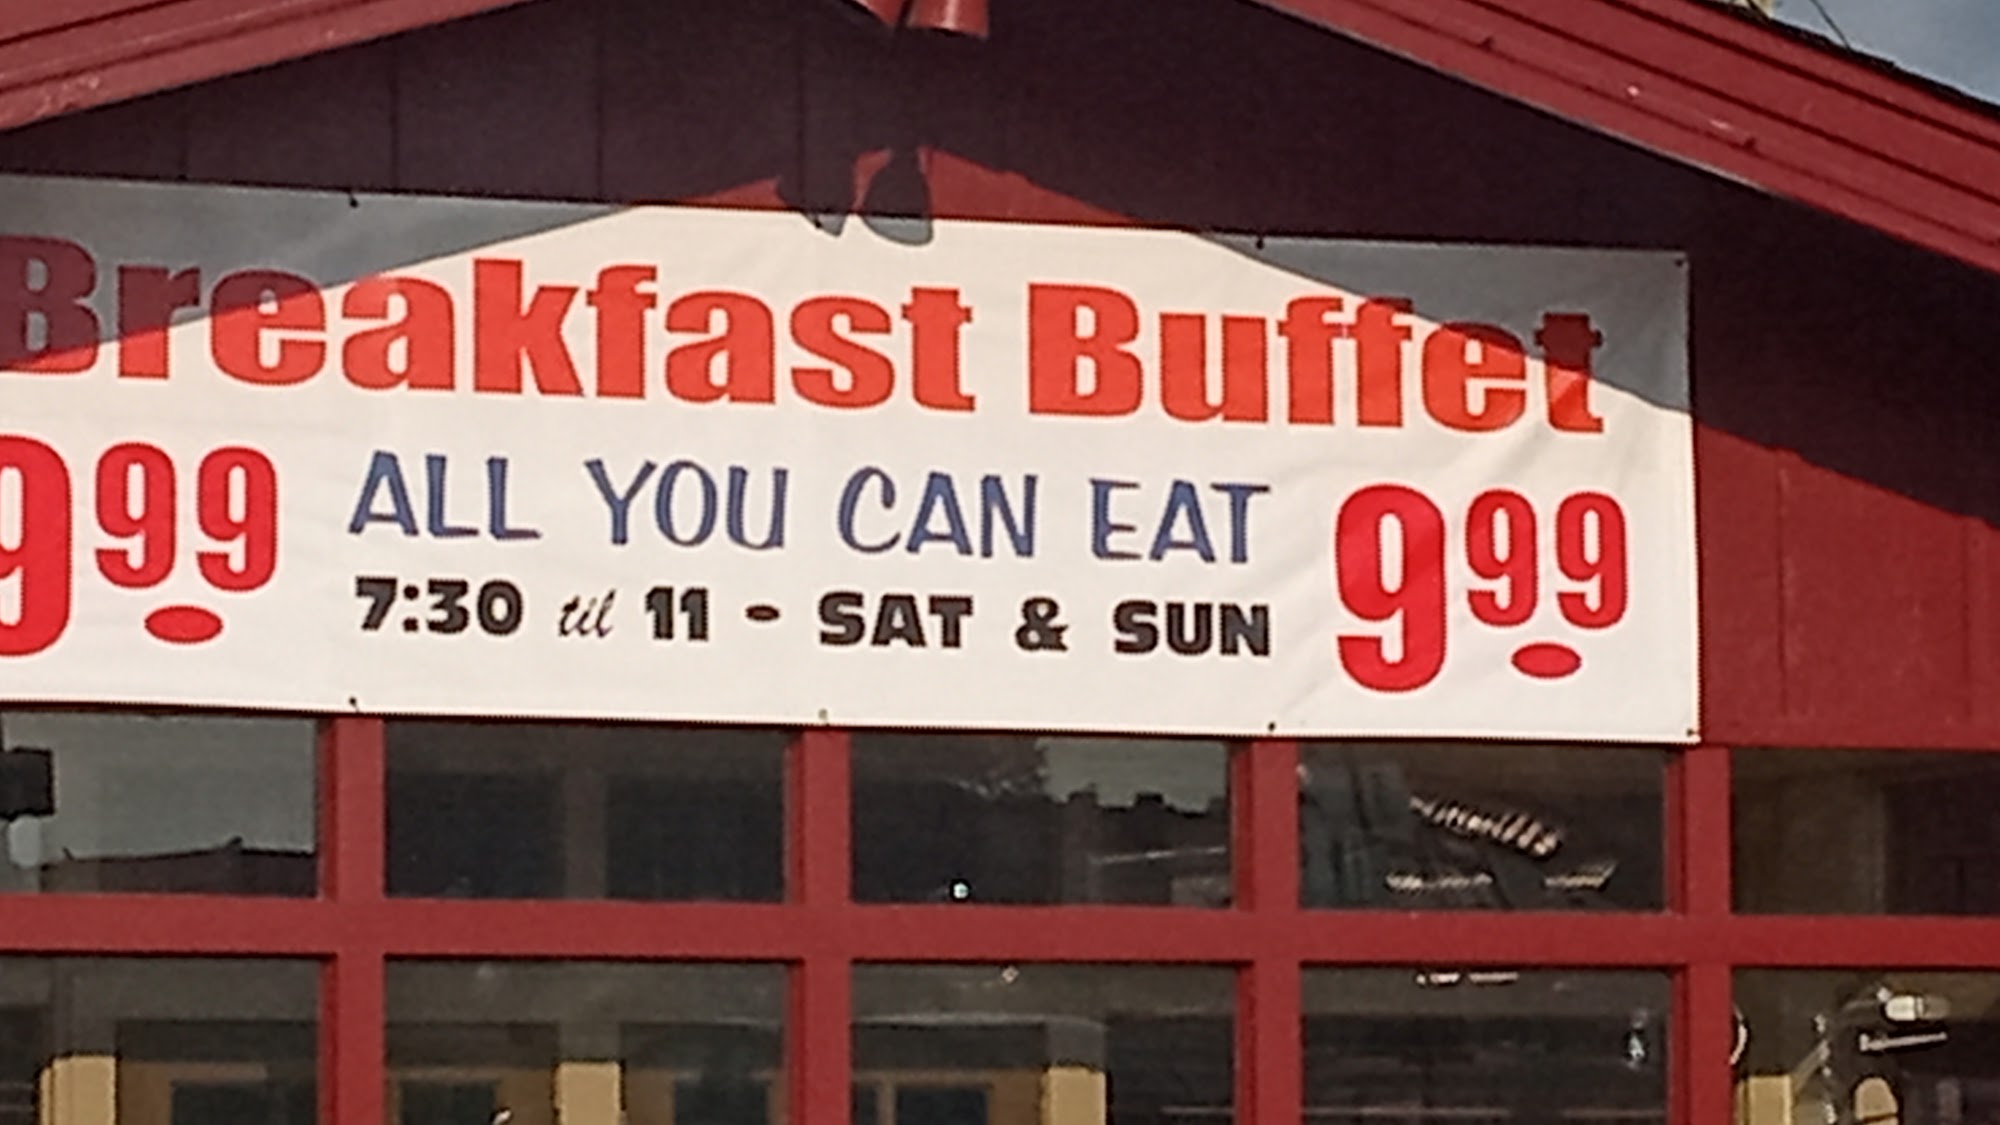 Breakfast Buffet
999 ALL YOU CAN EAT 999
7:30 til 11 - SAT & SUN